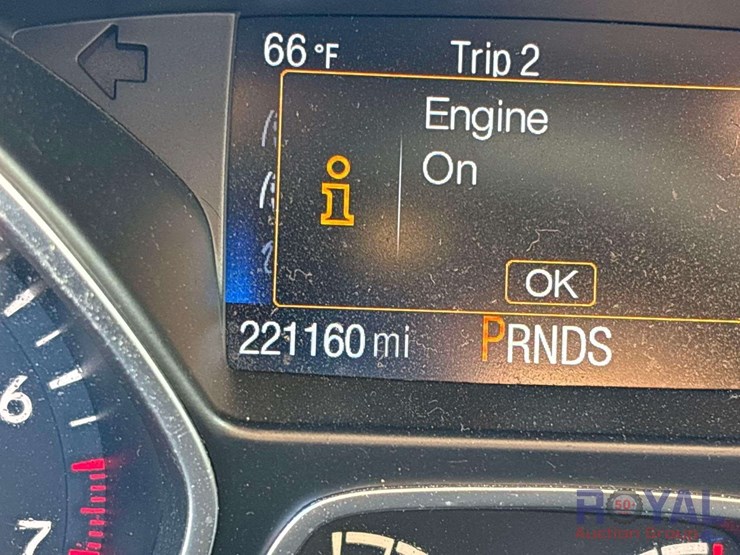 66 °F Trip 2
Engine
On
i
OK
221160 mi PRNDS
6
7
ROYAL